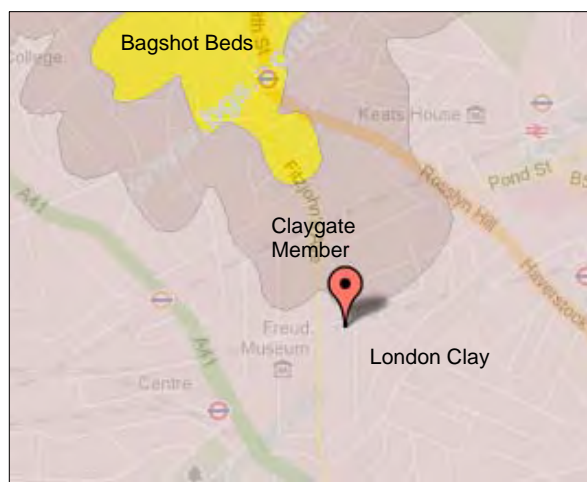 Bagshot Beds
College
Keats House
Pond St
Rosslyn Hill
Haverstock
A41
Fitzjohn's
Claygate
Member
Freud
Museum
A41
London Clay
Centre